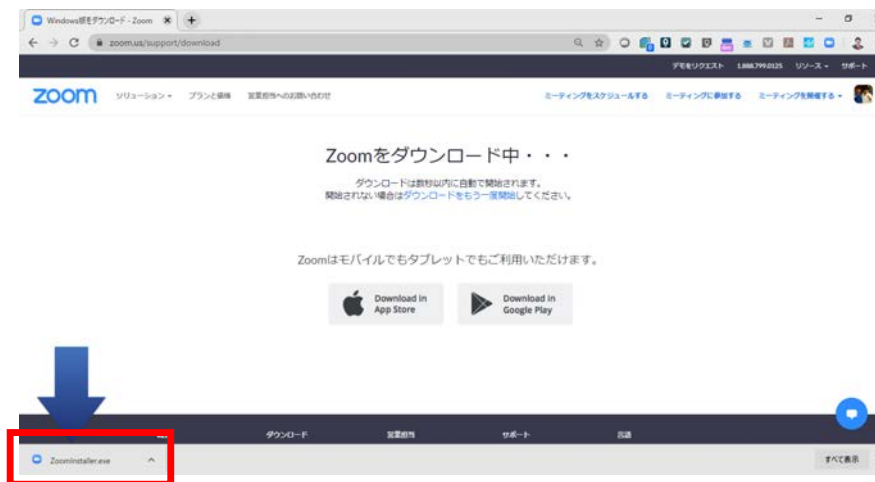 Windows版をダウンロード - Zoom
zoom.us/support/download
デモをリクエスト 1.888.799.0125 リソース サポート
zoom ソリューション プランと価格 営業担当へのお問い合わせ ミーティングをスケジュールする ミーティングに参加する ミーティングを開催する
Zoomをダウンロード中・・・
ダウンロードは数秒以内に自動で開始されます。
開始されない場合はダウンロードをもう一度開始してください。
Zoomはモバイルでもタブレットでもご利用いただけます。
Download in
App Store
Download in
Google Play
ダウンロード 営業担当 サポート 言語
ZoomInstaller.exe すべて表示